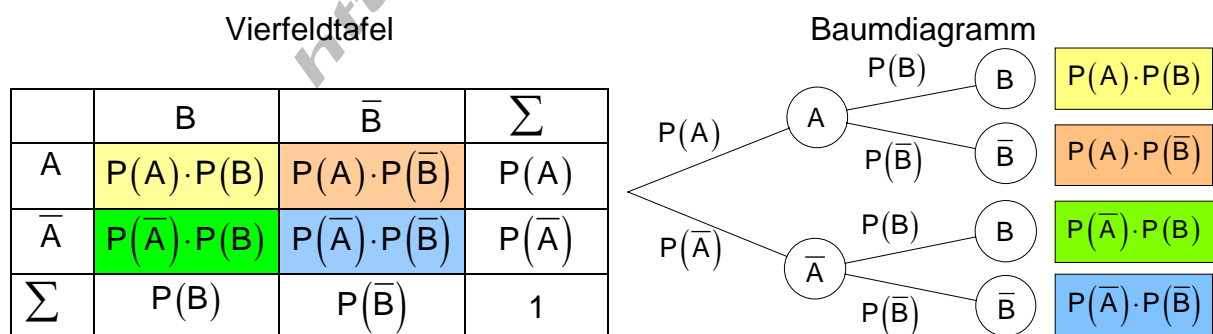 Vierfeldtafel
B B̅ ∑
A P(A)·P(B) P(A)·P(B̅) P(A)
A̅ P(A̅)·P(B) P(A̅)·P(B̅) P(A̅)
∑ P(B) P(B̅) 1
Baumdiagramm
P(A) A P(B) B P(A)·P(B)
P(B̅) B̅ P(A)·P(B̅)
P(A̅) A̅ P(B) B P(A̅)·P(B)
P(B̅) B̅ P(A̅)·P(B̅)